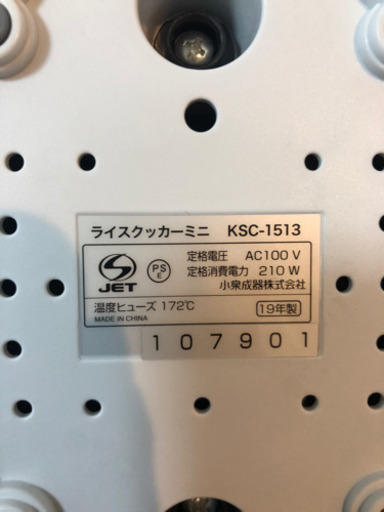 ライスクッカーミニ KSC-1513
定格電圧 AC100 V
定格消費電力 210 W
小泉成器株式会社
JET
PS
E
温度ヒューズ 172℃
19年製
MADE IN CHINA
107901